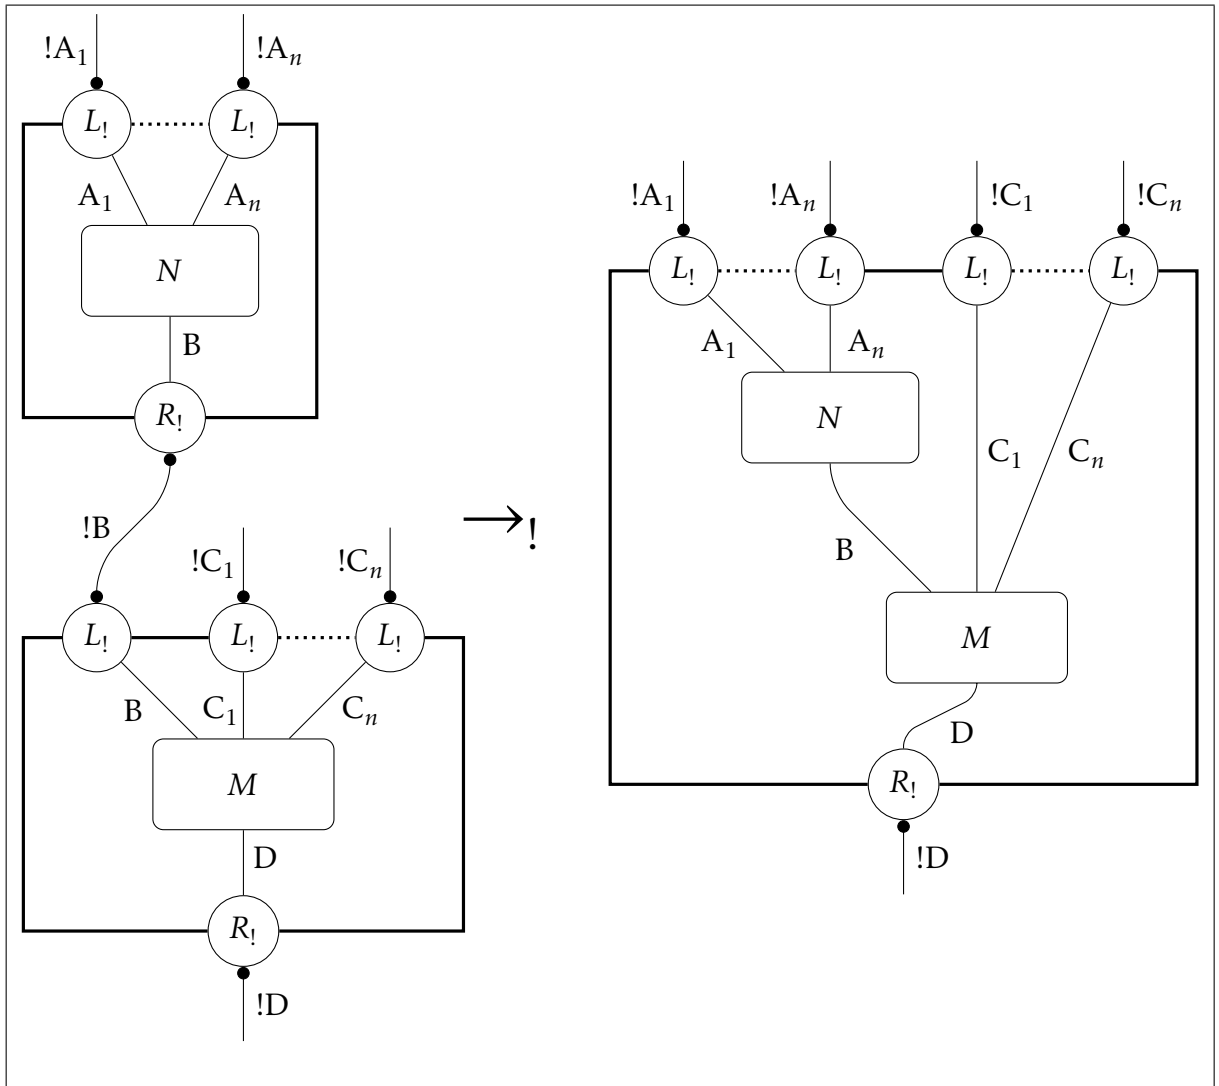 !A₁ !Aₙ
L! L!
A₁ Aₙ
N
B
R!
!B
!C₁ !Cₙ
L! L! L!
B C₁ Cₙ
M
D
R!
!D
→!
!A₁ !Aₙ !C₁ !Cₙ
L! L! L! L!
A₁ Aₙ
N
C₁ Cₙ
B
M
D
R!
!D